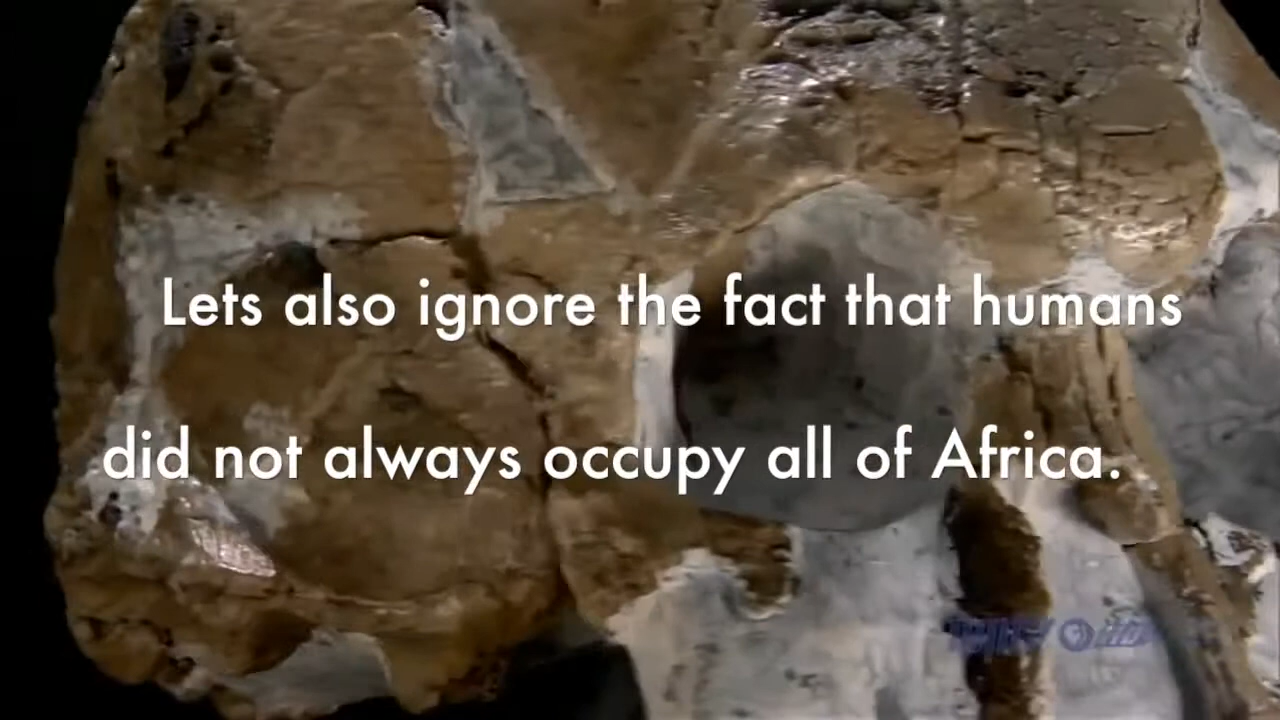 Lets also ignore the fact that humans
did not always occupy all of Africa.